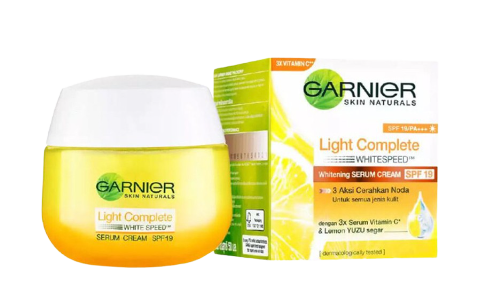 GARNIER
SKIN NATURALS
Light Complete
WHITE SPEED™
SERUM CREAM SPF19
3X VITAMIN C*
GARNIER
SKIN NATURALS
SPF 19/PA+++
Light Complete
WHITESPEED™
Whitening SERUM CREAM SPF 19
3 Aksi Cerahkan Noda
Untuk semua jenis kulit
dengan 3x Serum Vitamin C*
& Lemon YUZU segar
[ dermatologically tested ]